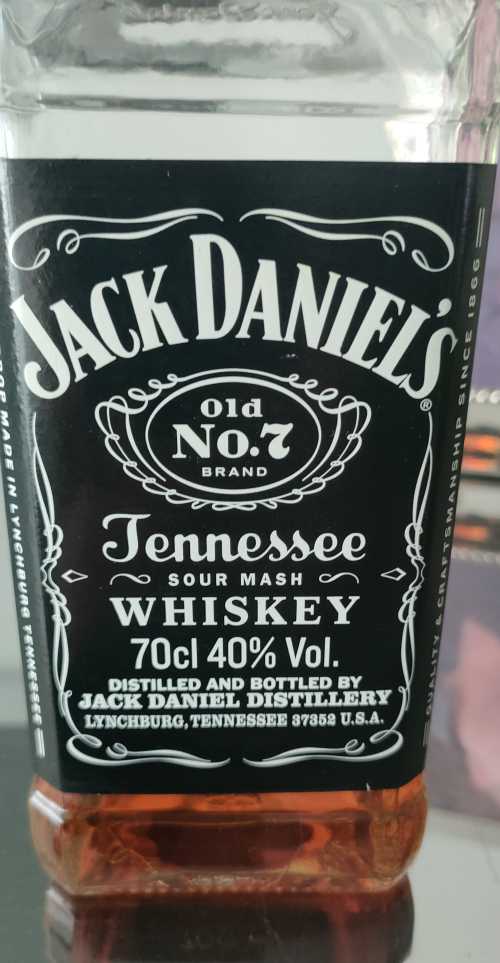 JACK DANIEL'S
®
Old
No.7
BRAND
Tennessee
SOUR MASH
WHISKEY
70cl 40% Vol.
DISTILLED AND BOTTLED BY
JACK DANIEL DISTILLERY
LYNCHBURG, TENNESSEE 37352 U.S.A.
MADE IN LYNCHBURG TENNESSEE
QUALITY & CRAFTSMANSHIP SINCE 1866